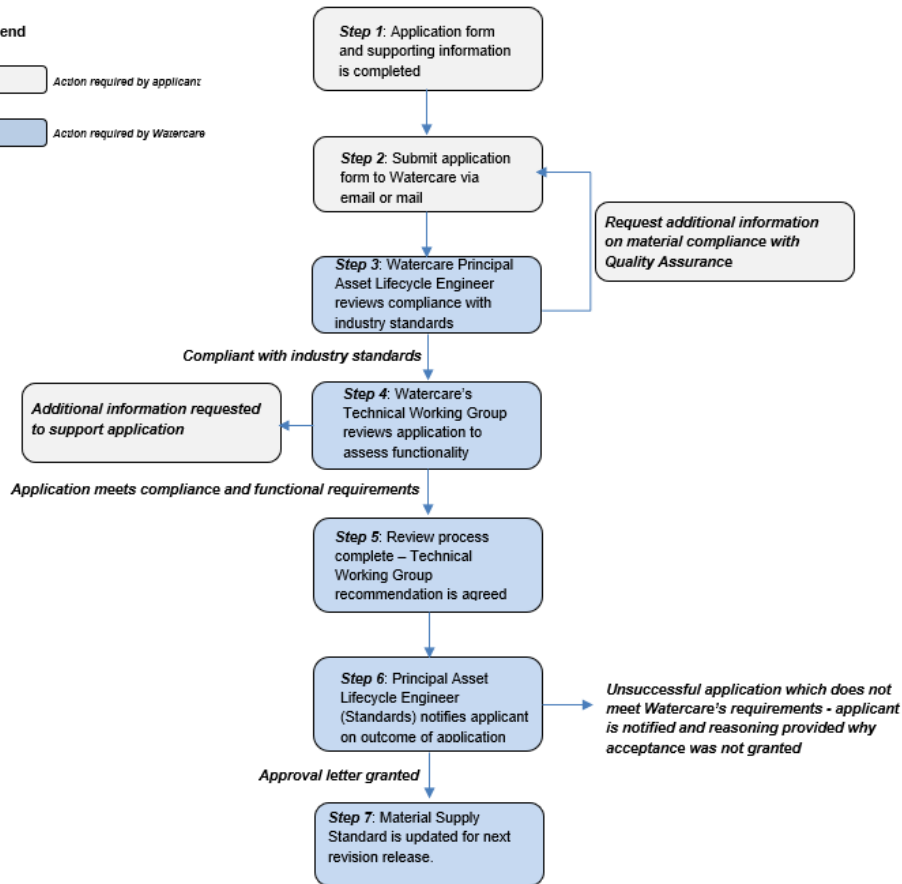 end
Action required by applicant
Action required by Watercare
Step 1: Application form
and supporting information
is completed
Step 2: Submit application
form to Watercare via
email or mail
Request additional information
on material compliance with
Quality Assurance
Step 3: Watercare Principal
Asset Lifecycle Engineer
reviews compliance with
industry standards
Compliant with industry standards
Step 4: Watercare's
Technical Working Group
reviews application to
assess functionality
Additional information requested
to support application
Application meets compliance and functional requirements
Step 5: Review process
complete – Technical
Working Group
recommendation is agreed
Step 6: Principal Asset
Lifecycle Engineer
(Standards) notifies applicant
on outcome of application
Unsuccessful application which does not
meet Watercare's requirements - applicant
is notified and reasoning provided why
acceptance was not granted
Approval letter granted
Step 7: Material Supply
Standard is updated for next
revision release.